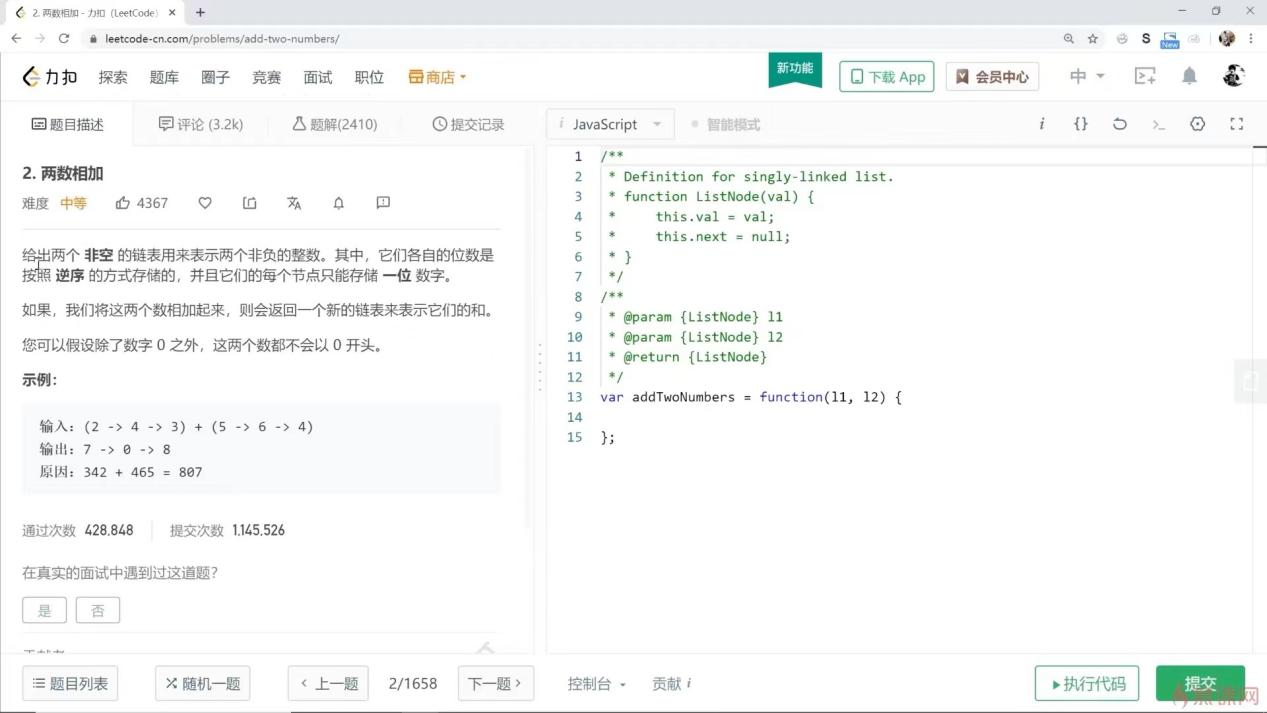 2. 两数相加 - 力扣 (LeetCode)
leetcode-cn.com/problems/add-two-numbers/
S
New
力扣 探索 题库 圈子 竞赛 面试 职位 商店 新功能 下载 App 会员中心 中
题目描述 评论 (3.2k) 题解(2410) 提交记录 i JavaScript 智能模式 i {} >_
2. 两数相加
难度 中等 4367
给出两个 非空 的链表用来表示两个非负的整数。其中，它们各自的位数是
按照 逆序 的方式存储的，并且它们的每个节点只能存储 一位 数字。
如果，我们将这两个数相加起来，则会返回一个新的链表来表示它们的和。
您可以假设除了数字 0 之外，这两个数都不会以 0 开头。
示例：
输入：(2 -> 4 -> 3) + (5 -> 6 -> 4)
输出：7 -> 0 -> 8
原因：342 + 465 = 807
通过次数 428,848 提交次数 1,145,526
在真实的面试中遇到过这道题?
是 否
1 /**
2  * Definition for singly-linked list.
3  * function ListNode(val) {
4  *     this.val = val;
5  *     this.next = null;
6  * }
7  */
8 /**
9  * @param {ListNode} l1
10  * @param {ListNode} l2
11  * @return {ListNode}
12  */
13 var addTwoNumbers = function(l1, l2) {
14
15 };
题目列表 随机一题 上一题 2/1658 下一题 控制台 贡献 i 执行代码 提交
慕课网